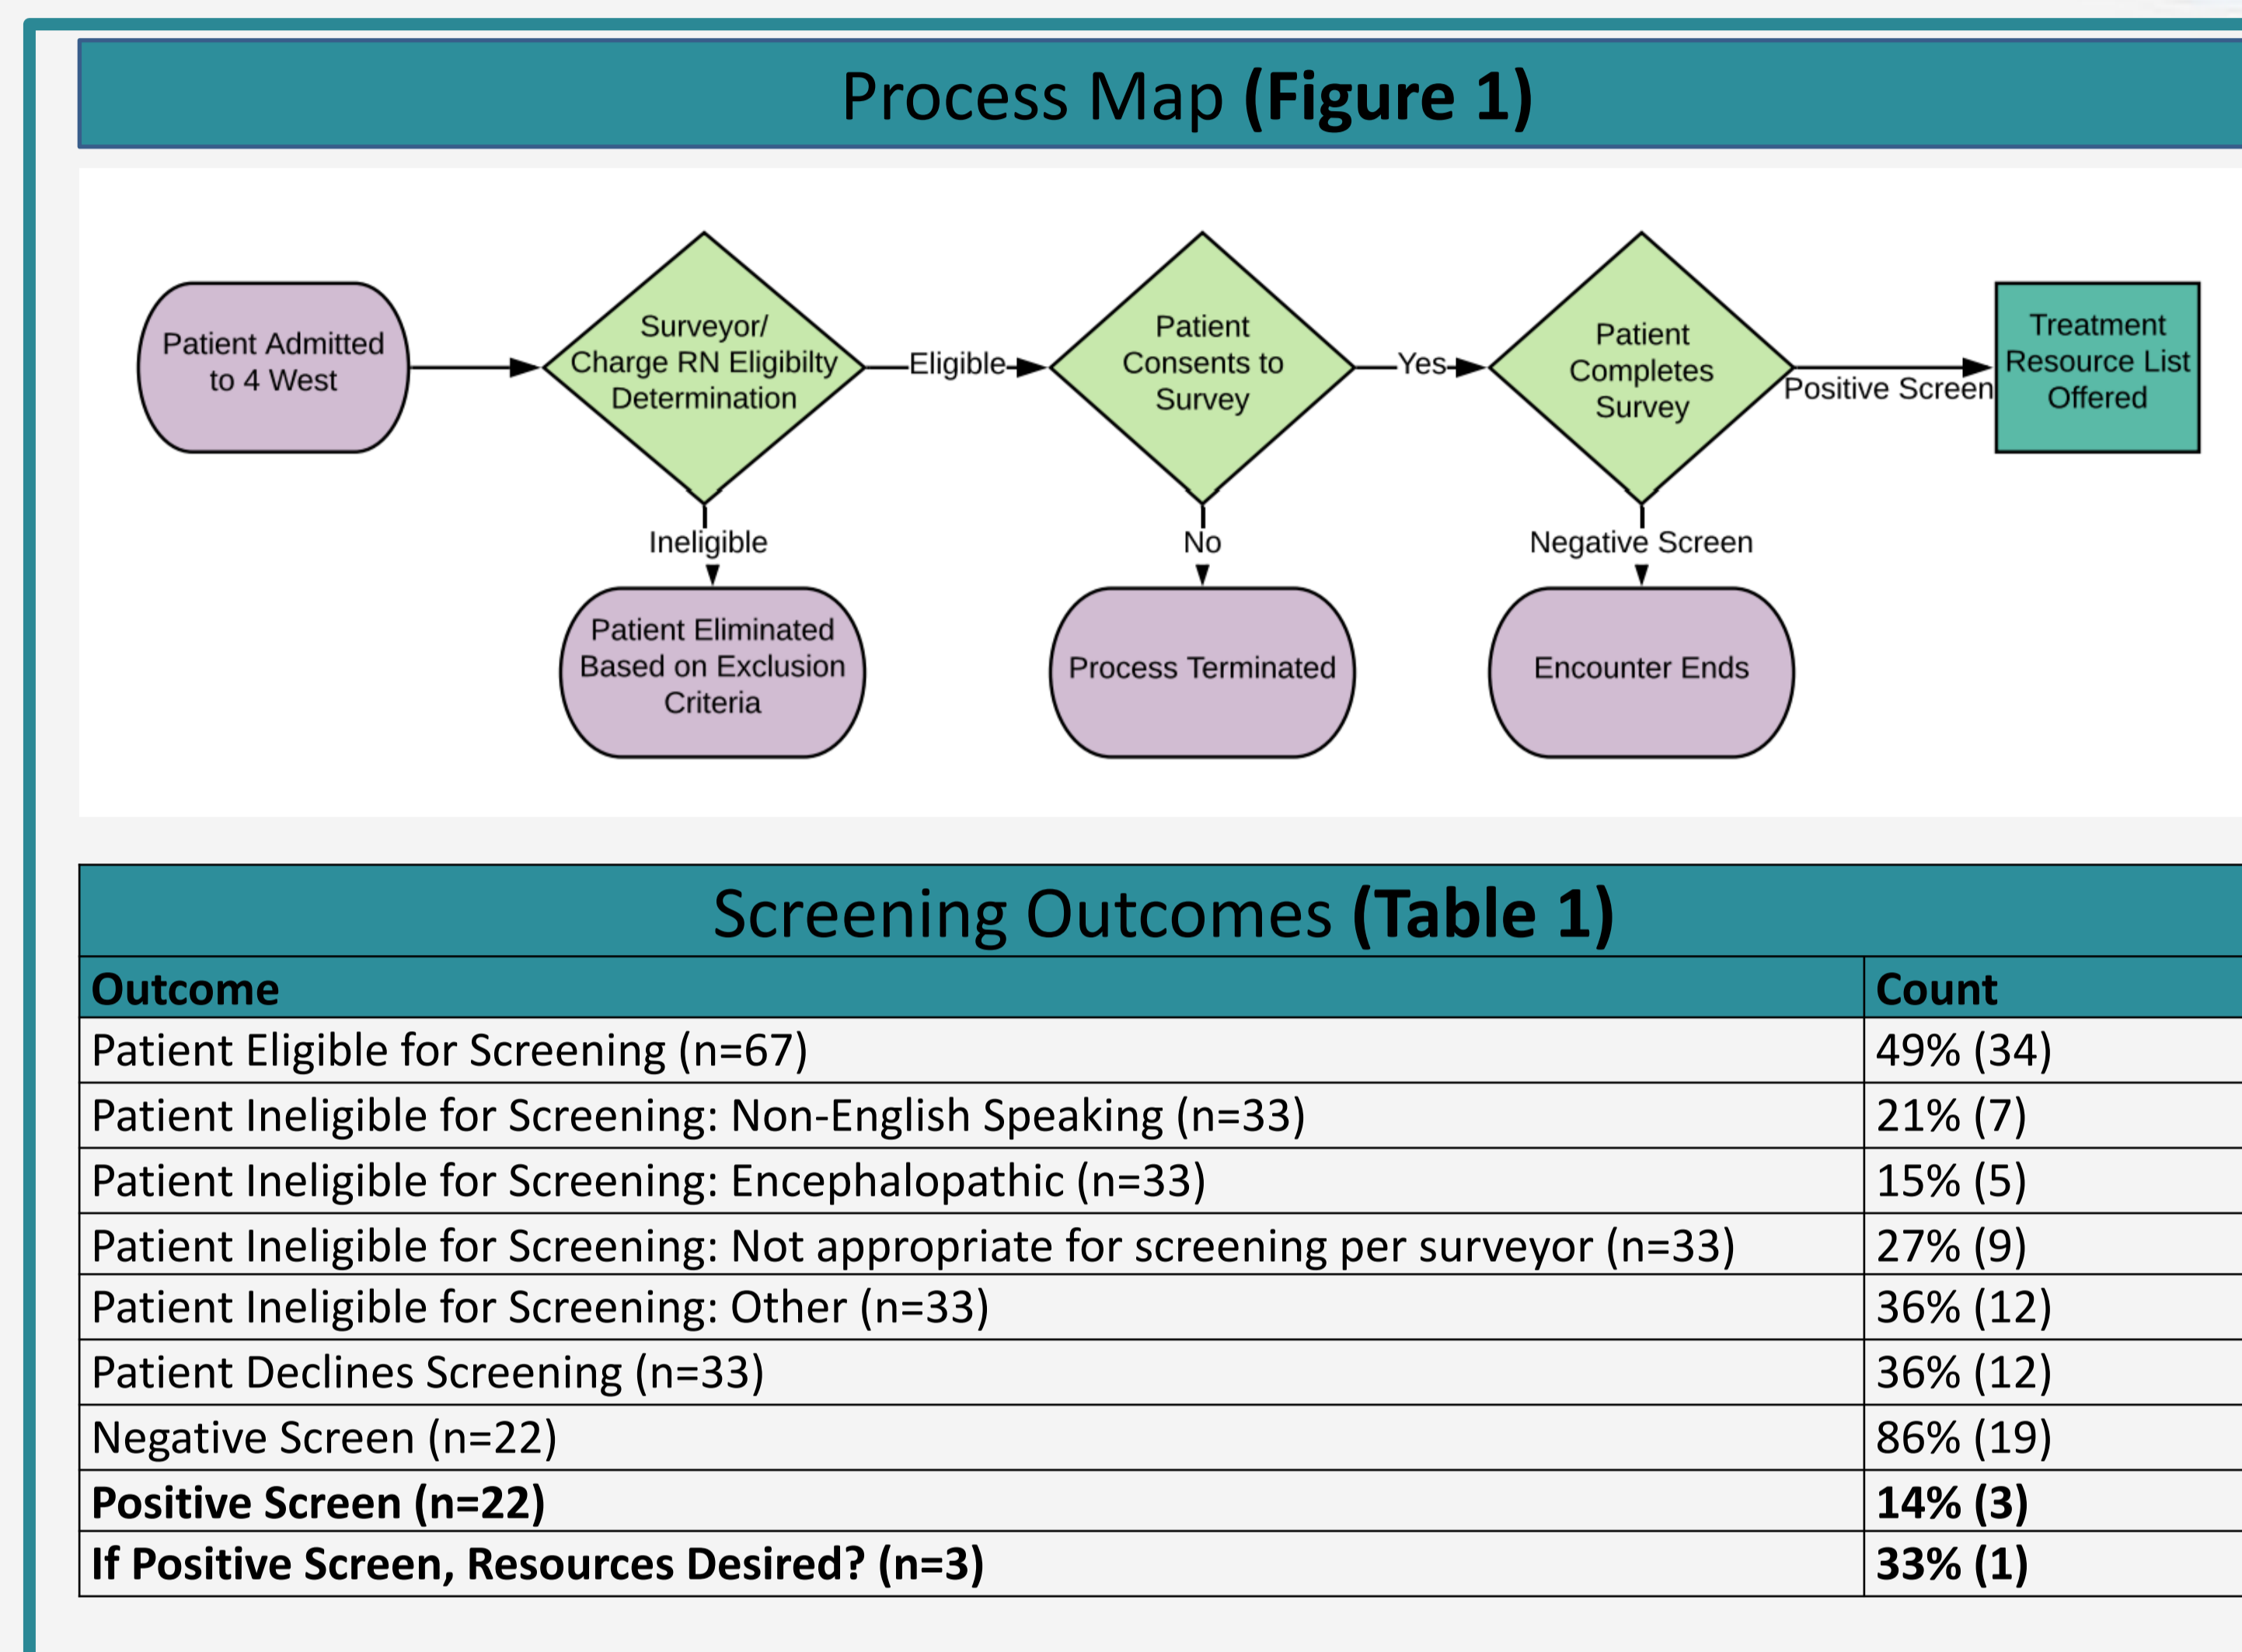 Process Map (Figure 1)
Patient Admitted
to 4 West
Surveyor/
Charge RN Eligibilty
Determination
Eligible
Patient
Consents to
Survey
Yes
Patient
Completes
Survey
Positive Screen
Treatment
Resource List
Offered
Ineligible
No
Negative Screen
Patient Eliminated
Based on Exclusion
Criteria
Process Terminated
Encounter Ends
Screening Outcomes (Table 1)
Outcome Count
Patient Eligible for Screening (n=67) 49% (34)
Patient Ineligible for Screening: Non-English Speaking (n=33) 21% (7)
Patient Ineligible for Screening: Encephalopathic (n=33) 15% (5)
Patient Ineligible for Screening: Not appropriate for screening per surveyor (n=33) 27% (9)
Patient Ineligible for Screening: Other (n=33) 36% (12)
Patient Declines Screening (n=33) 36% (12)
Negative Screen (n=22) 86% (19)
Positive Screen (n=22) 14% (3)
If Positive Screen, Resources Desired? (n=3) 33% (1)